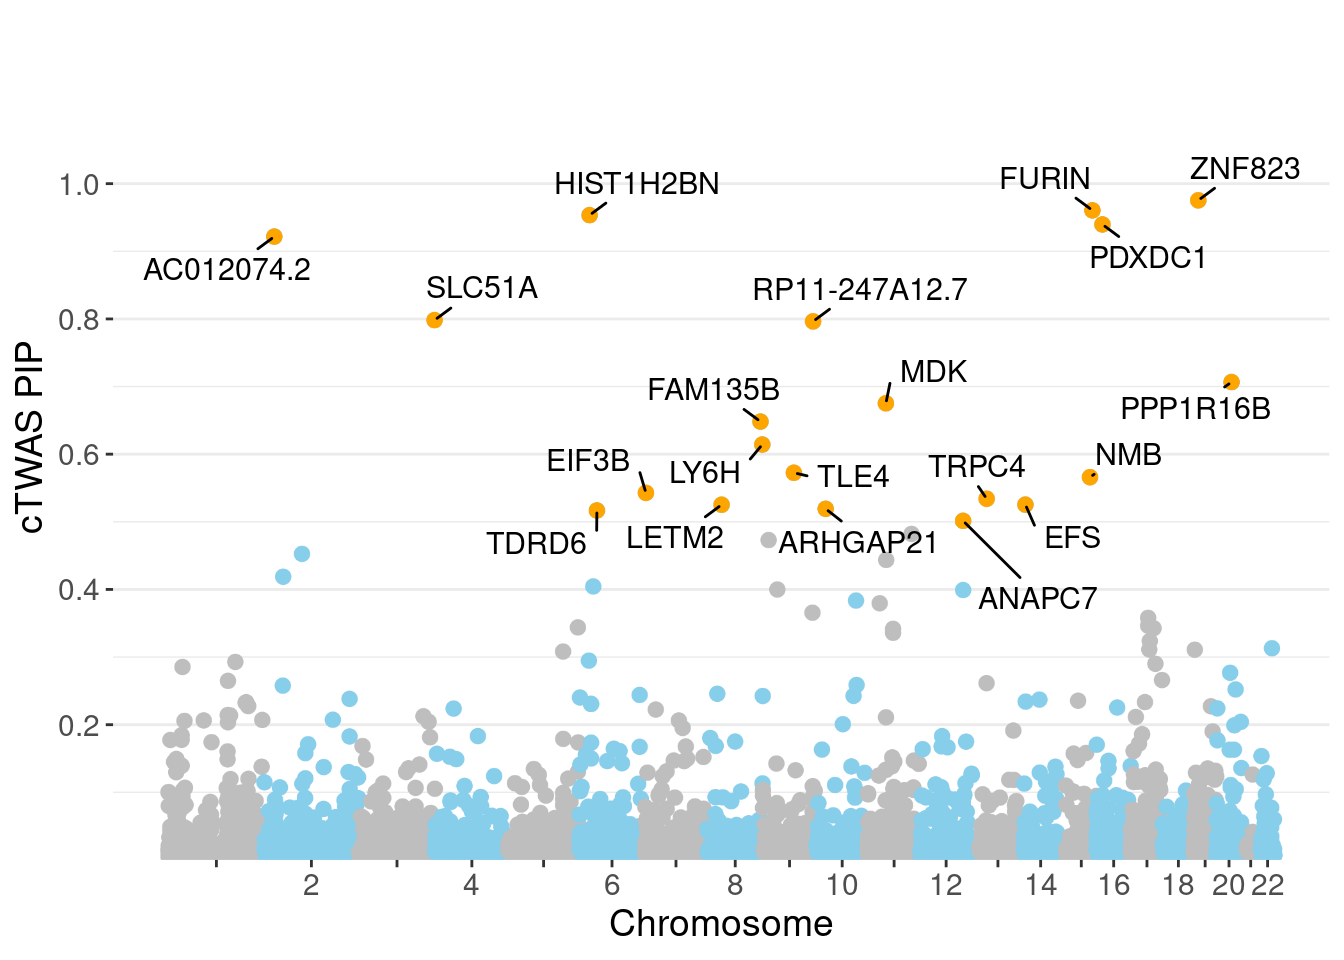 ZNF823
FURIN
HIST1H2BN
1.0
PDXDC1
AC012074.2
SLC51A
RP11-247A12.7
0.8
MDK
FAM135B
PPP1R16B
cTWAS PIP
0.6
NMB
EIF3B
TRPC4
LY6H
TLE4
LETM2
EFS
TDRD6
ARHGAP21
0.4
ANAPC7
0.2
2 4 6 8 10 12 14 16 18 20 22
Chromosome